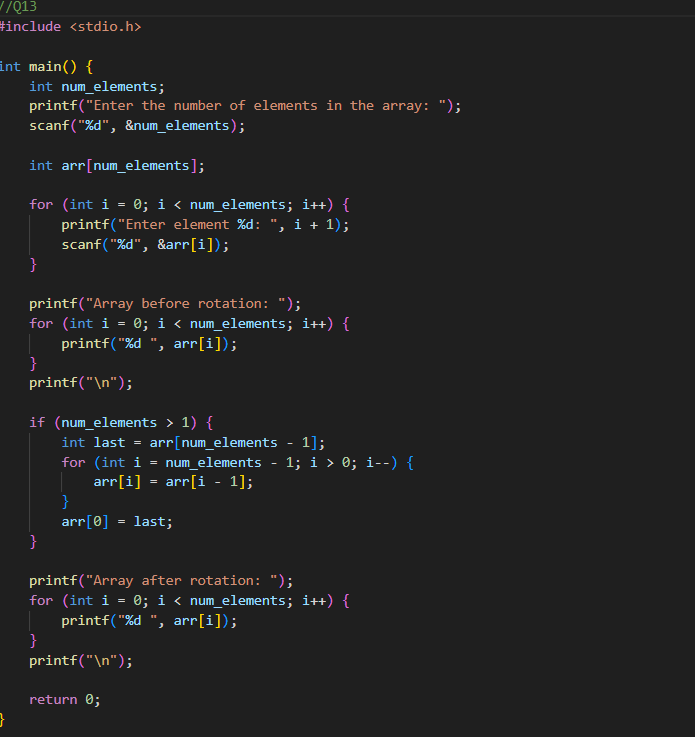 //Q13
#include <stdio.h>
int main() {
    int num_elements;
    printf("Enter the number of elements in the array: ");
    scanf("%d", &num_elements);
    int arr[num_elements];
    for (int i = 0; i < num_elements; i++) {
        printf("Enter element %d: ", i + 1);
        scanf("%d", &arr[i]);
    }
    printf("Array before rotation: ");
    for (int i = 0; i < num_elements; i++) {
        printf("%d ", arr[i]);
    }
    printf("\n");
    if (num_elements > 1) {
        int last = arr[num_elements - 1];
        for (int i = num_elements - 1; i > 0; i--) {
            arr[i] = arr[i - 1];
        }
        arr[0] = last;
    }
    printf("Array after rotation: ");
    for (int i = 0; i < num_elements; i++) {
        printf("%d ", arr[i]);
    }
    printf("\n");
    return 0;
}